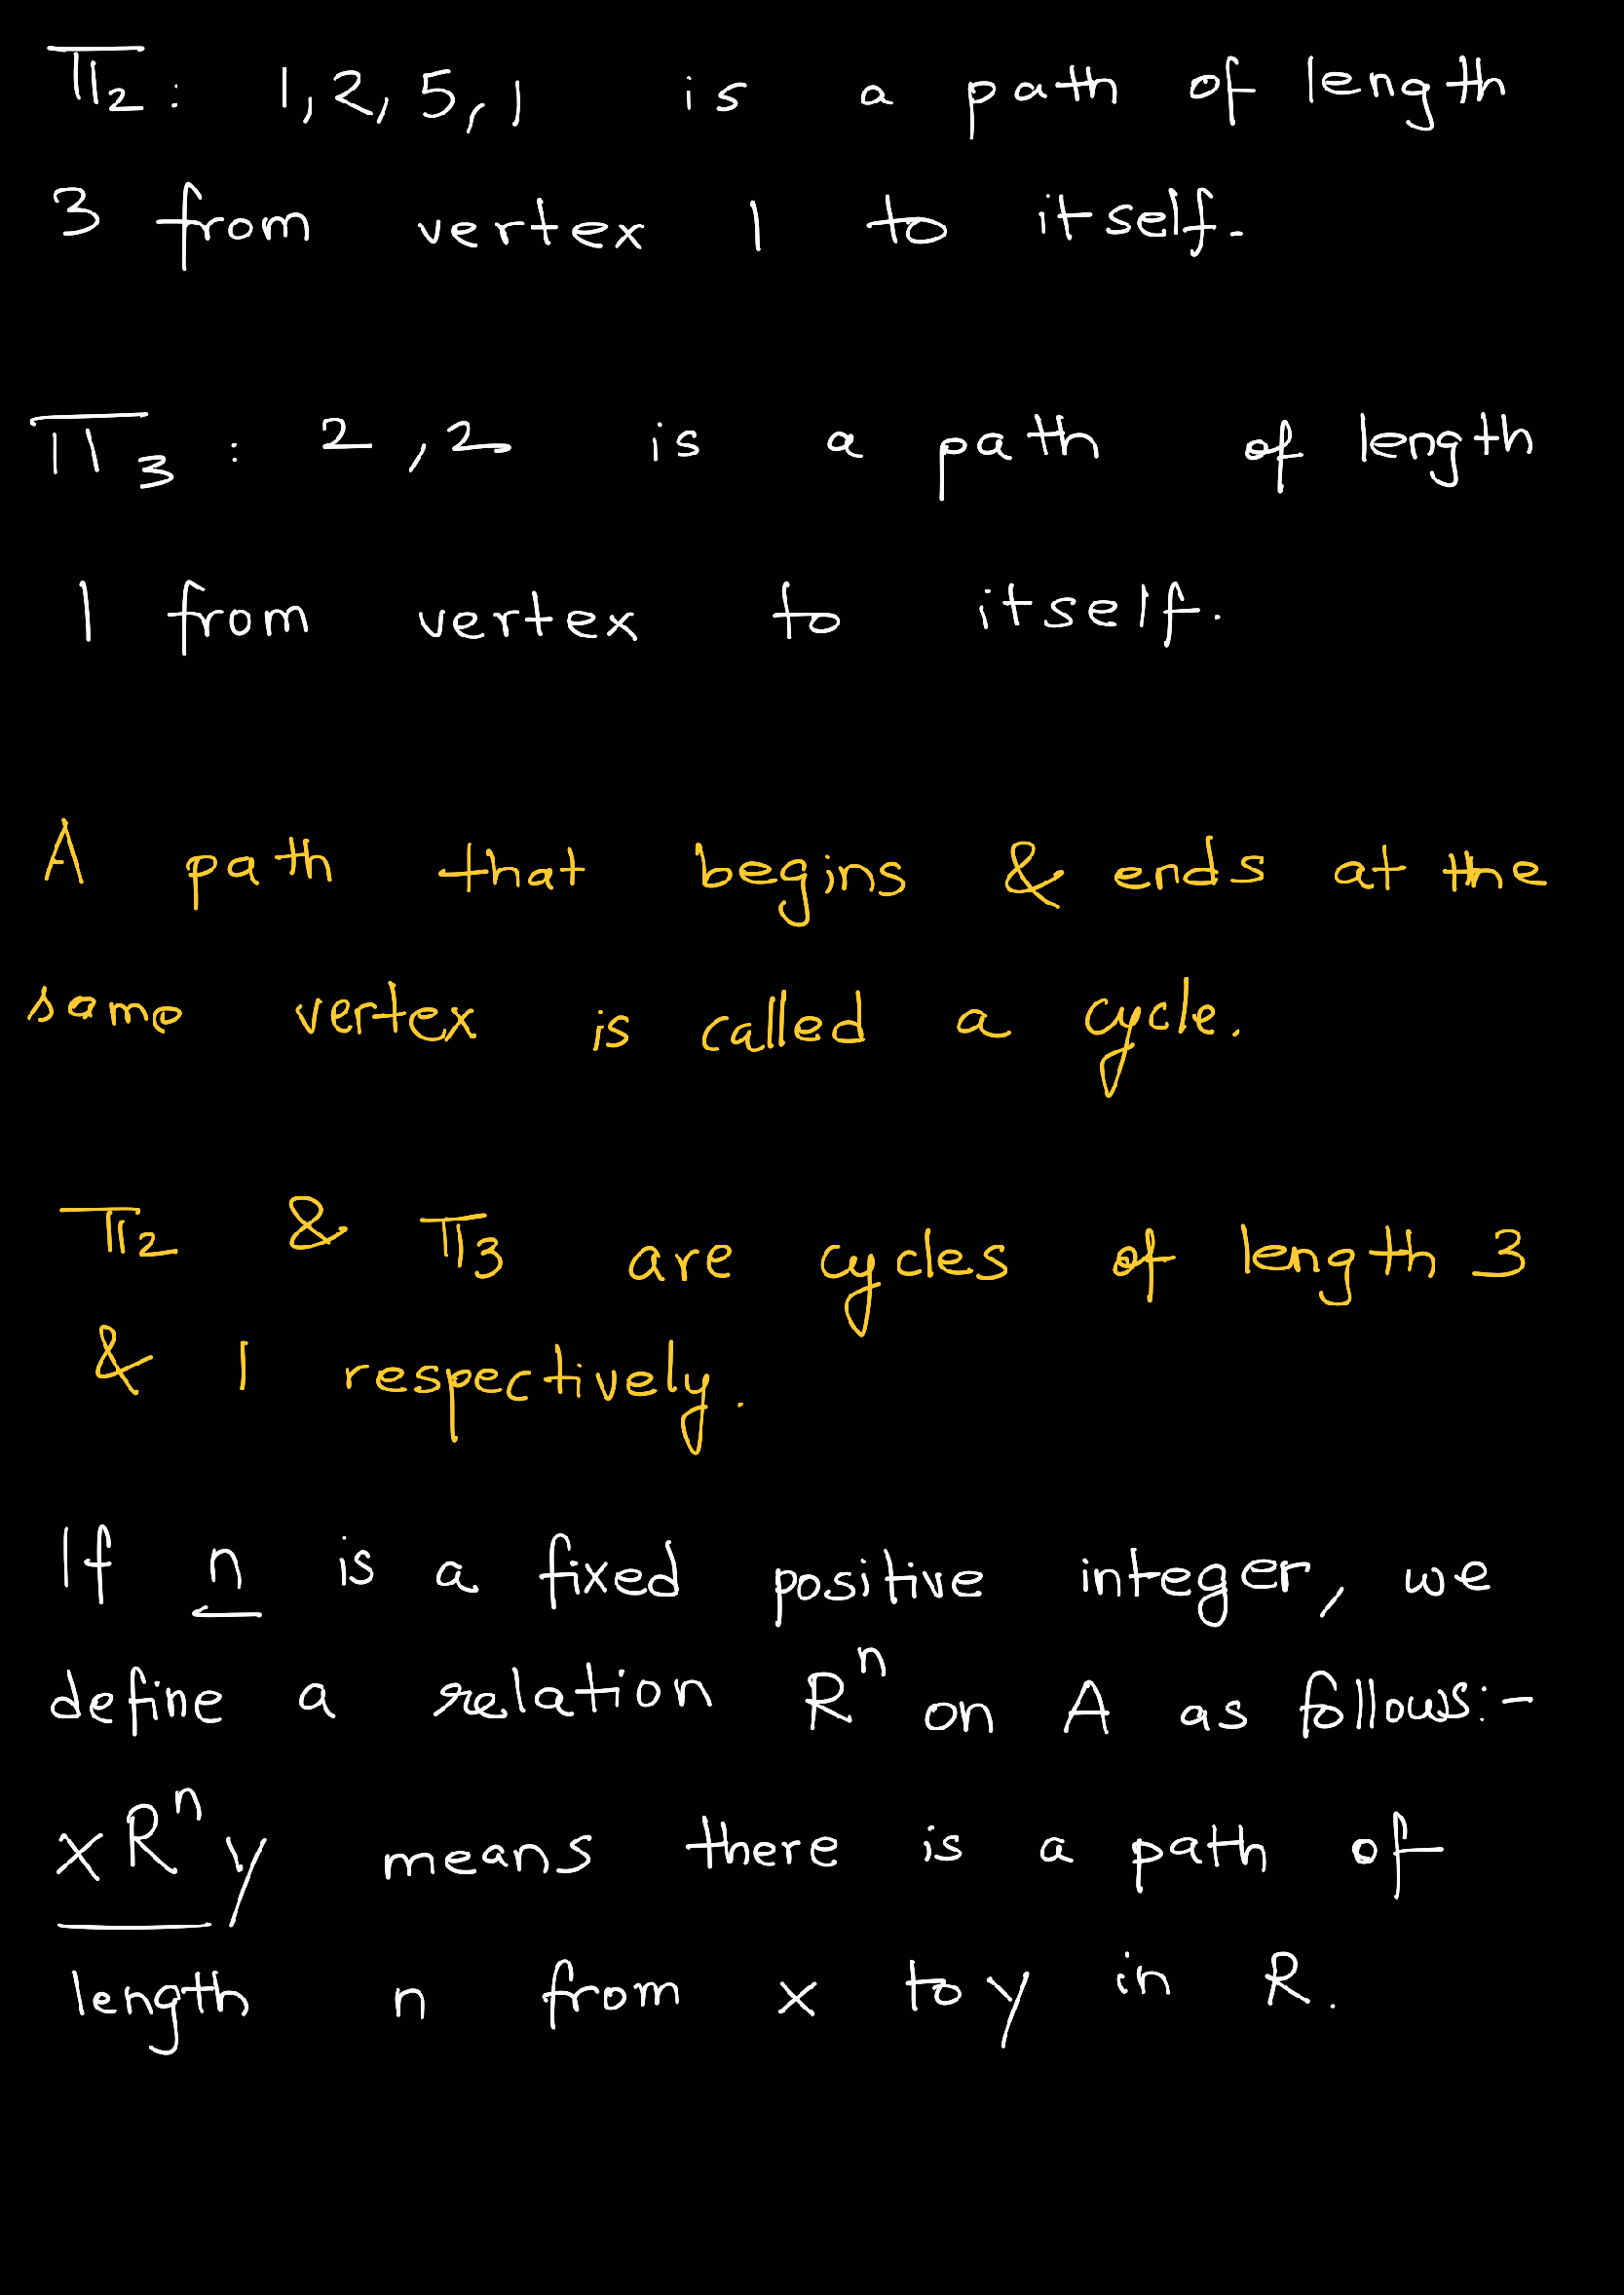 π₂: 1, 2, 5, 1 is a path of length
3 from vertex 1 to itself.
π₃: 2, 2 is a path of length
1 from vertex to itself.
A path that begins & ends at the
same vertex is called a cycle.
π₂ & π₃ are cycles of length 3
& 1 respectively.
If n is a fixed positive integer, we
define a relation Rⁿ on A as follows:-
x Rⁿ y means there is a path of
length n from x to y in R.